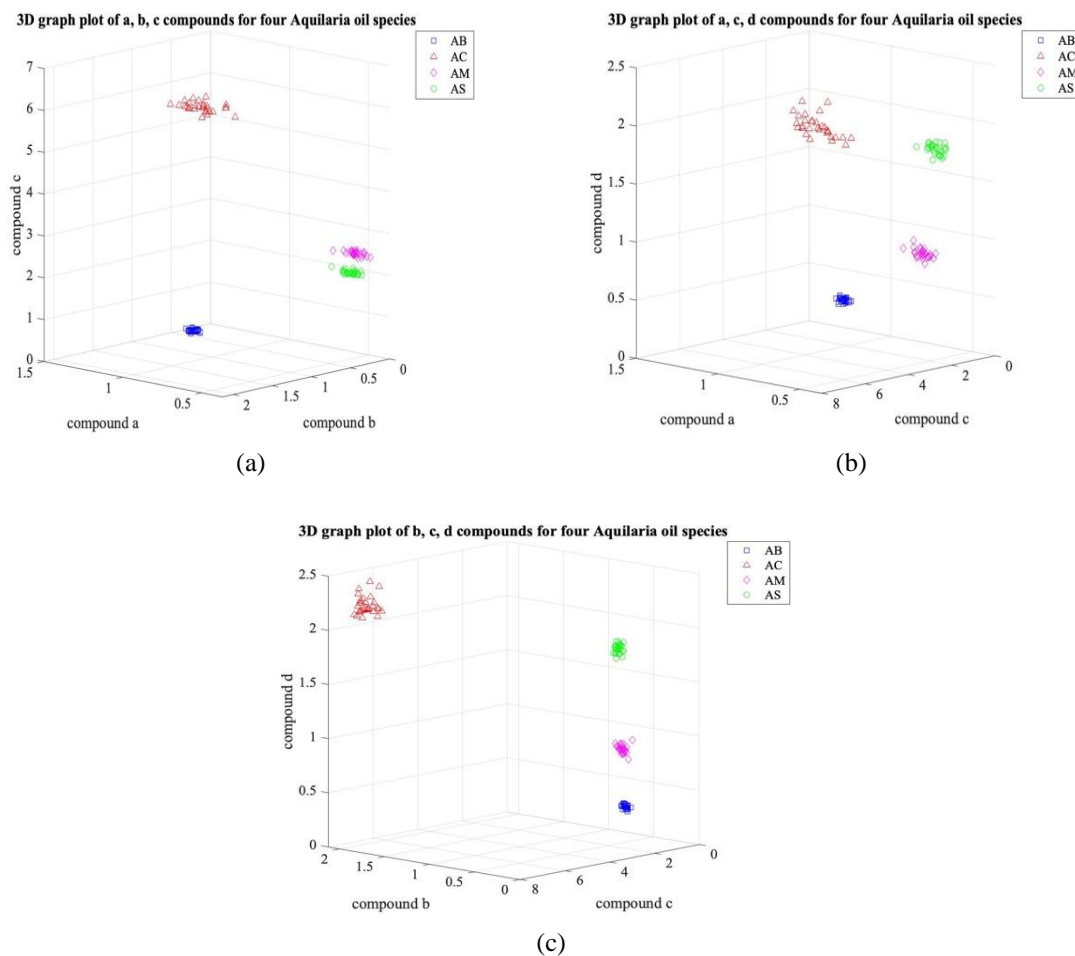 3D graph plot of a, b, c compounds for four Aquilaria oil species
AB
AC
AM
AS
7
6
5
4
3
2
1
0
compound c
1.5
1
0.5
compound a
2
1.5
1
0.5
0
compound b
(a)
3D graph plot of a, c, d compounds for four Aquilaria oil species
AB
AC
AM
AS
2.5
2
1.5
1
0.5
0
compound d
1.5
1
0.5
compound a
8
6
4
2
0
compound c
(b)
3D graph plot of b, c, d compounds for four Aquilaria oil species
AB
AC
AM
AS
2.5
2
1.5
1
0.5
0
compound d
2
1.5
1
0.5
0
compound b
8
6
4
2
0
compound c
(c)